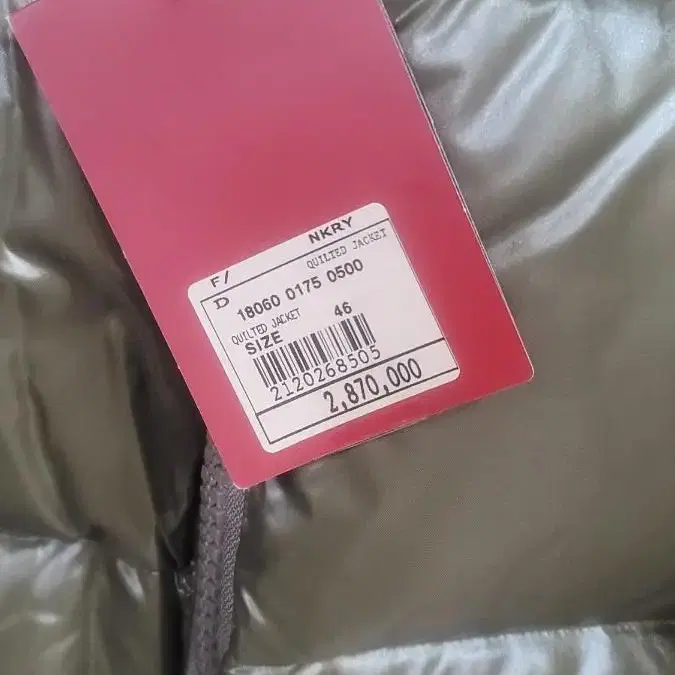 F/ NKRY
D QUILTED JACKET
18060 0175 0500
QUILTED JACKET
SIZE 46
2120268505
2,870,000